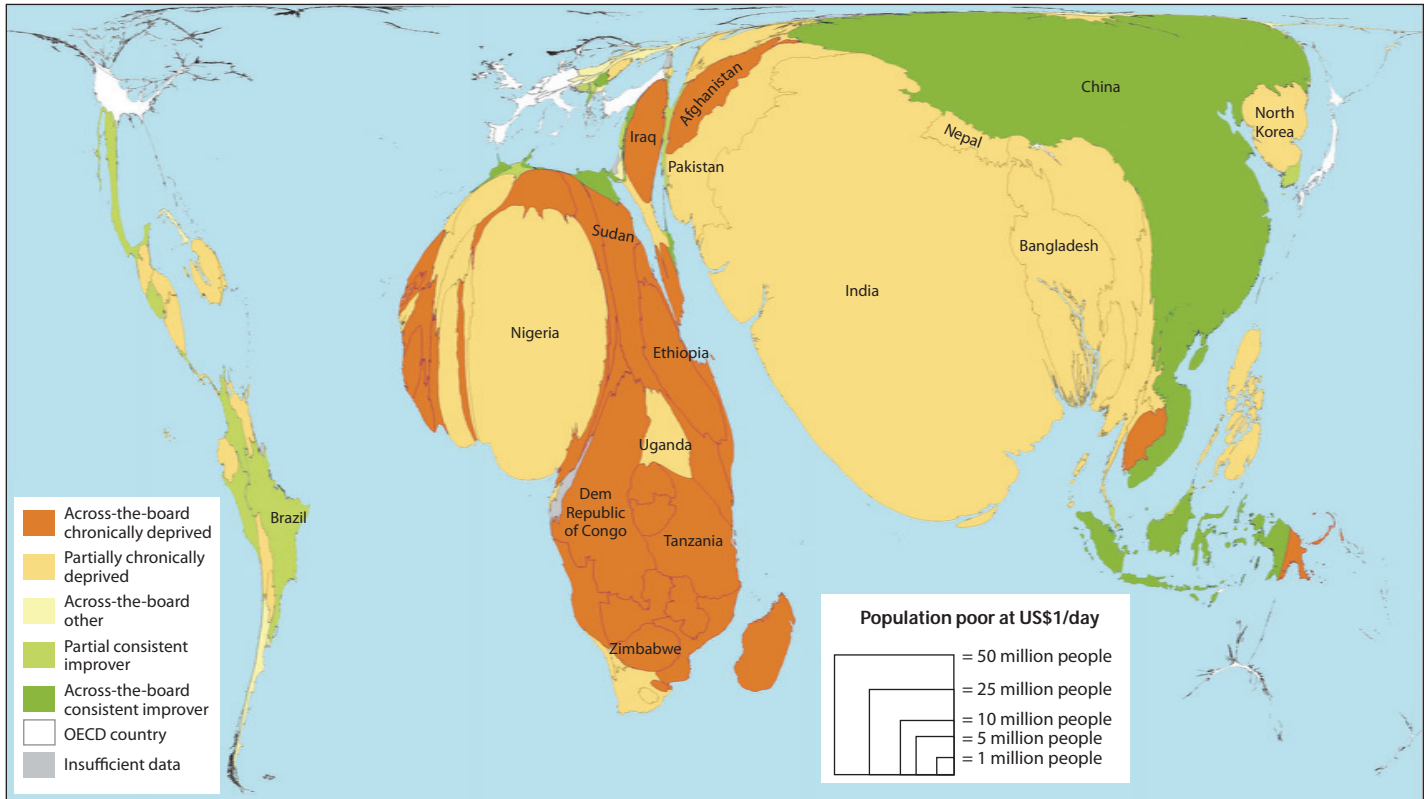 China
Afghanistan
North
Korea
Iraq
Nepal
Pakistan
Sudan
Bangladesh
India
Nigeria
Ethiopia
Uganda
Dem
Republic
of Congo
Brazil
Tanzania
Zimbabwe
Across-the-board
chronically deprived
Partially chronically
deprived
Across-the-board
other
Partial consistent
improver
Across-the-board
consistent improver
OECD country
Insufficient data
Population poor at US$1/day
= 50 million people
= 25 million people
= 10 million people
= 5 million people
= 1 million people